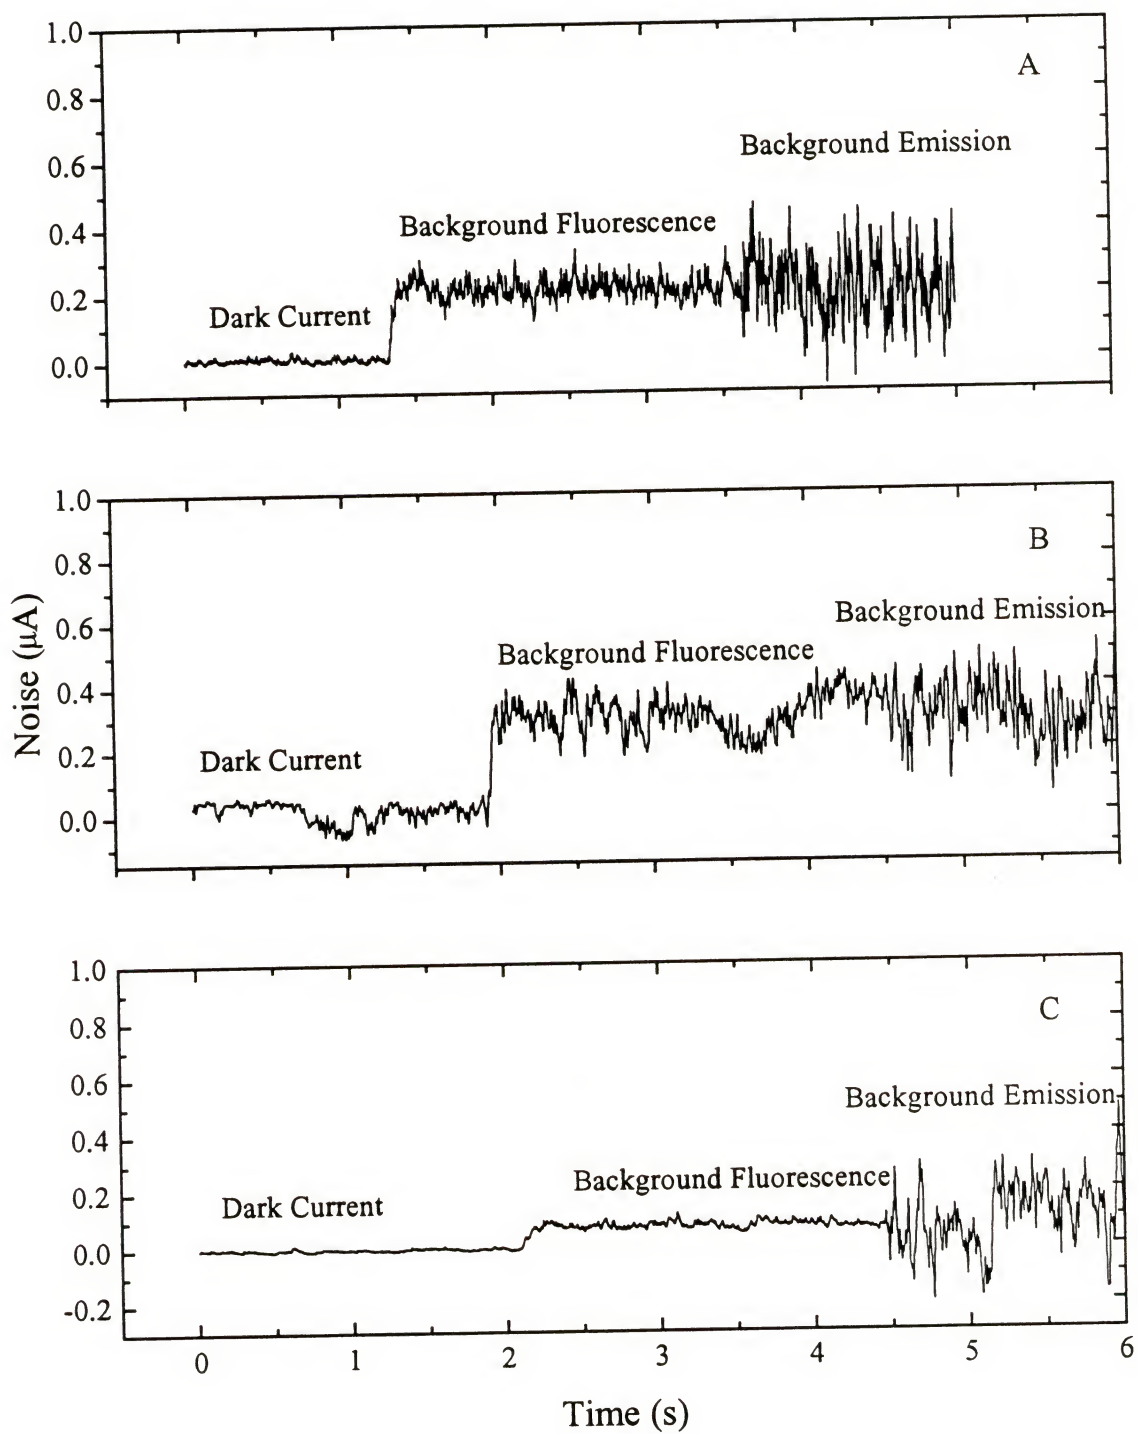 1.0
A
0.8
Background Emission
0.6
Background Fluorescence
0.4
0.2
Dark Current
0.0
1.0
B
0.8
Background Emission
0.6
Background Fluorescence
0.4
0.2
Dark Current
0.0
Noise (µA)
1.0
C
0.8
0.6
Background Emission
0.4
Background Fluorescence
0.2
Dark Current
0.0
-0.2
0 1 2 3 4 5 6
Time (s)